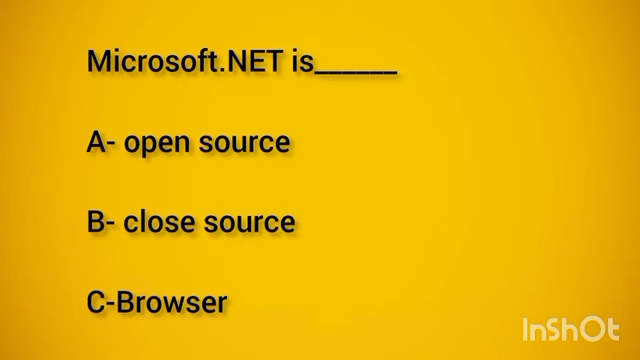 Microsoft.NET is______
A- open source
B- close source
C-Browser
InShOt